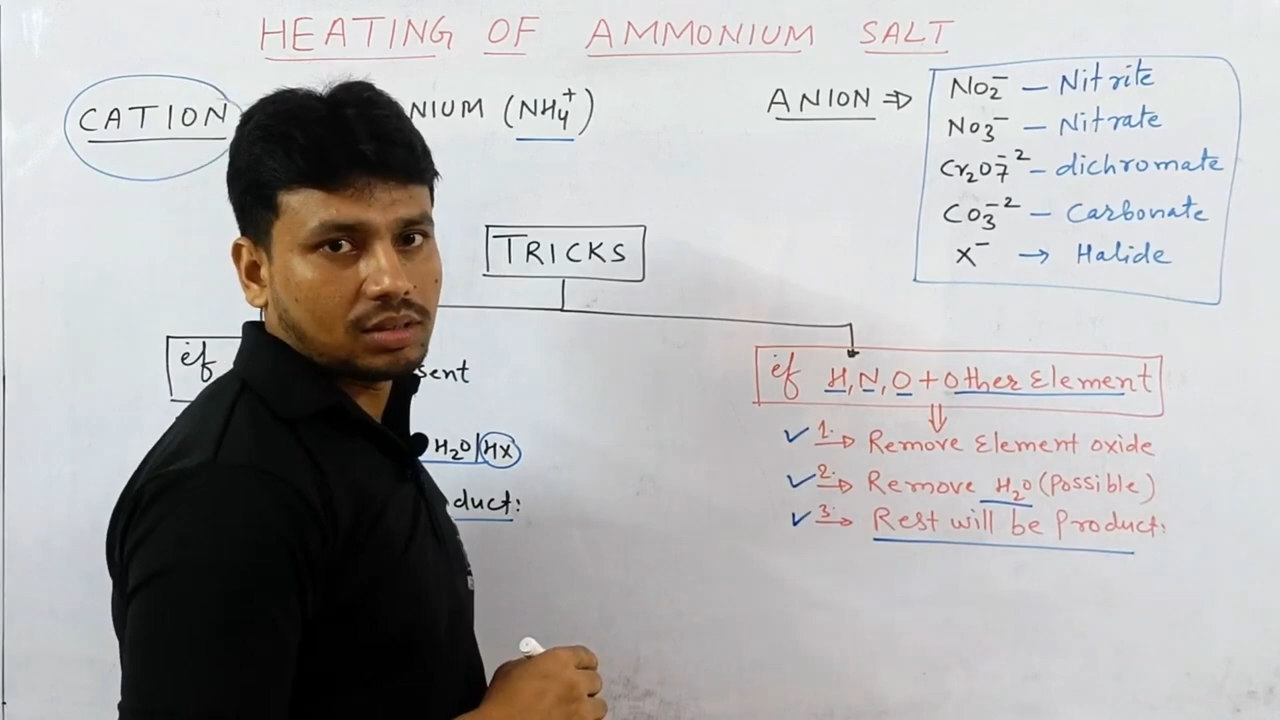 HEATING OF AMMONIUM SALT
CATION
NIUM (NH₄⁺)
ANION ⇒
NO₂⁻ – Nitrite
NO₃⁻ – Nitrate
Cr₂O₇⁻² – dichromate
CO₃⁻² – Carbonate
X⁻ → Halide
TRICKS
if
sent
H₂O/HX
duct:
if H, N, O + Other Element
⇓
✓ 1. → Remove Element oxide
✓ 2. → Remove H₂O (Possible)
✓ 3. → Rest will be Product: